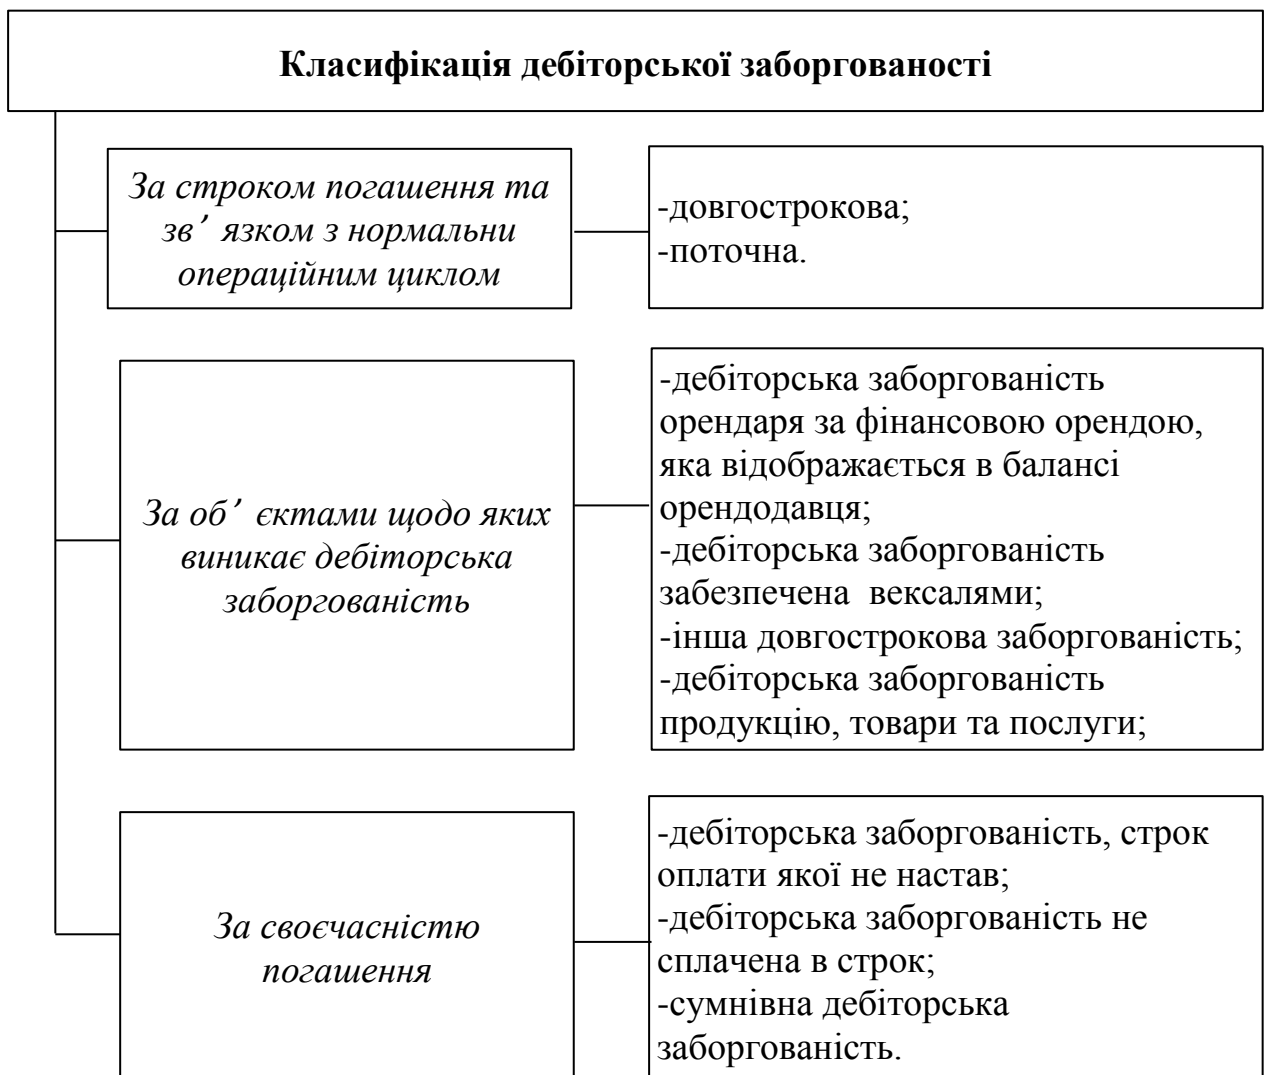 Класифікація дебіторської заборгованості
За строком погашення та
зв’ язком з нормальни
операційним циклом
-довгострокова;
-поточна.
За об’ єктами щодо яких
виникає дебіторська
заборгованість
-дебіторська заборгованість
орендаря за фінансовою орендою,
яка відображається в балансі
орендодавця;
-дебіторська заборгованість
забезпечена  вексалями;
-інша довгострокова заборгованість;
-дебіторська заборгованість
продукцію, товари та послуги;
За своєчасністю
погашення
-дебіторська заборгованість, строк
оплати якої не настав;
-дебіторська заборгованість не
сплачена в строк;
-сумнівна дебіторська
заборгованість.